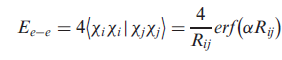 E_{e−e} = 4⟨χ_i χ_i | χ_j χ_j⟩ = \frac{4}{R_{ij}} erf(αR_{ij})